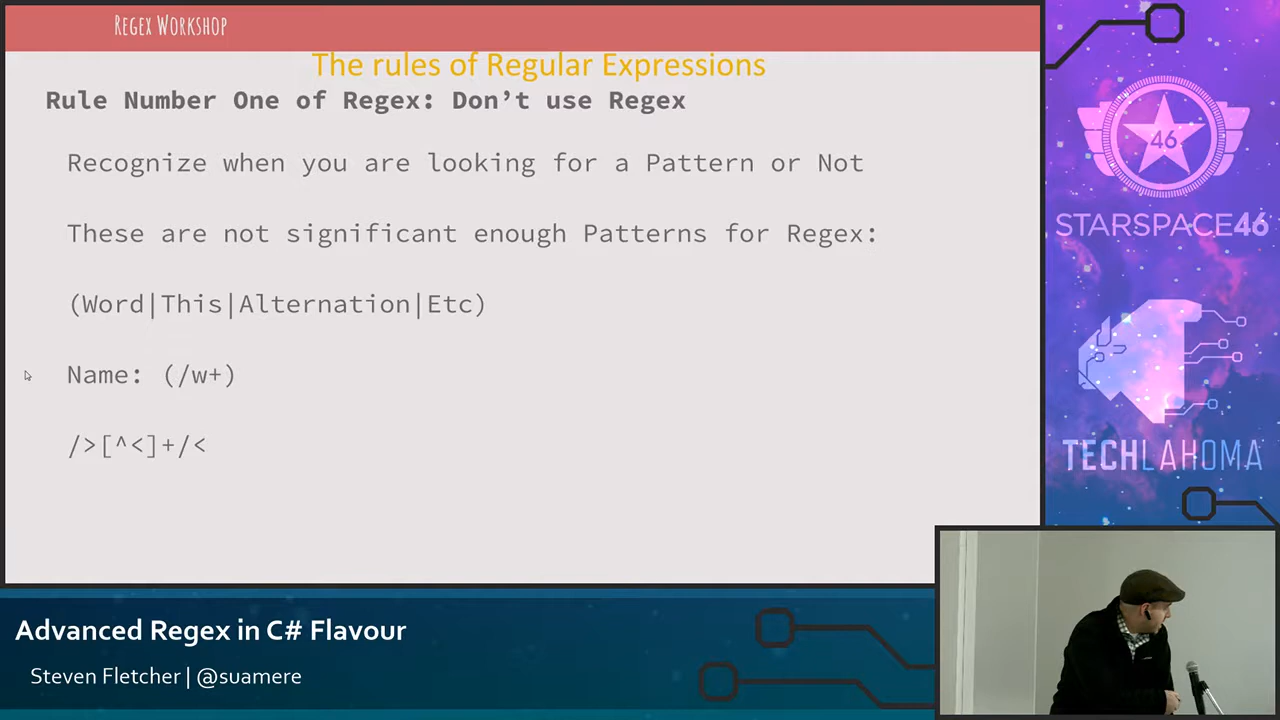 Regex Workshop
The rules of Regular Expressions
Rule Number One of Regex: Don’t use Regex
Recognize when you are looking for a Pattern or Not
These are not significant enough Patterns for Regex:
(Word|This|Alternation|Etc)
Name: (/w+)
/>[^<]+/<
46
STARSPACE46
TECHLAHOMA
Advanced Regex in C# Flavour
Steven Fletcher | @suamere